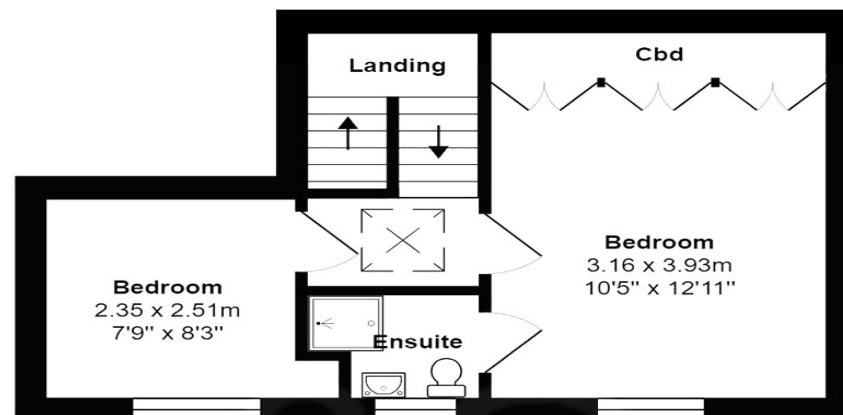 Landing
Cbd
Bedroom
3.16 x 3.93m
10'5" x 12'11"
Bedroom
2.35 x 2.51m
7'9" x 8'3"
Ensuite